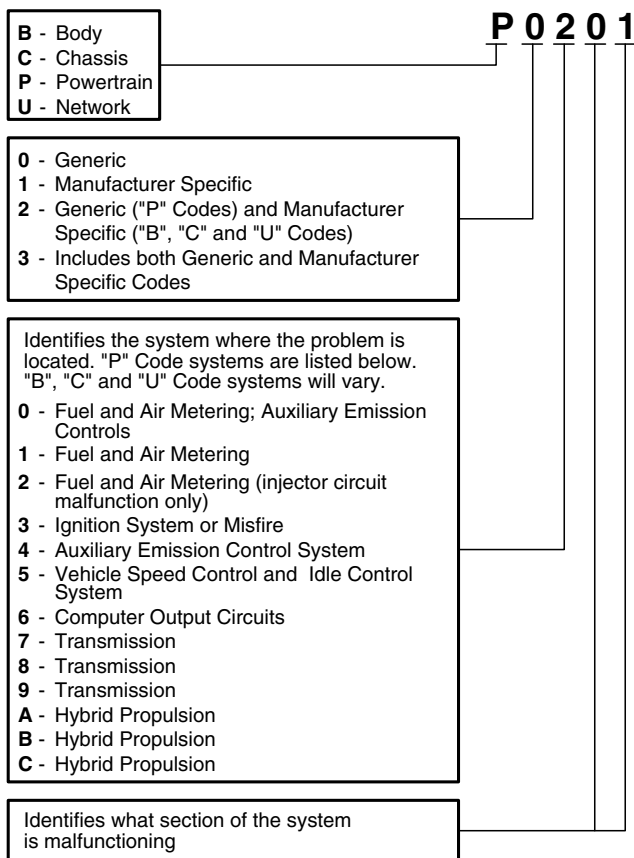 P 0 2 0 1
B - Body
C - Chassis
P - Powertrain
U - Network
0 - Generic
1 - Manufacturer Specific
2 - Generic ("P" Codes) and Manufacturer
Specific ("B", "C" and "U" Codes)
3 - Includes both Generic and Manufacturer
Specific Codes
Identifies the system where the problem is
located. "P" Code systems are listed below.
"B", "C" and "U" Code systems will vary.
0 - Fuel and Air Metering; Auxiliary Emission
Controls
1 - Fuel and Air Metering
2 - Fuel and Air Metering (injector circuit
malfunction only)
3 - Ignition System or Misfire
4 - Auxiliary Emission Control System
5 - Vehicle Speed Control and Idle Control
System
6 - Computer Output Circuits
7 - Transmission
8 - Transmission
9 - Transmission
A - Hybrid Propulsion
B - Hybrid Propulsion
C - Hybrid Propulsion
Identifies what section of the system
is malfunctioning